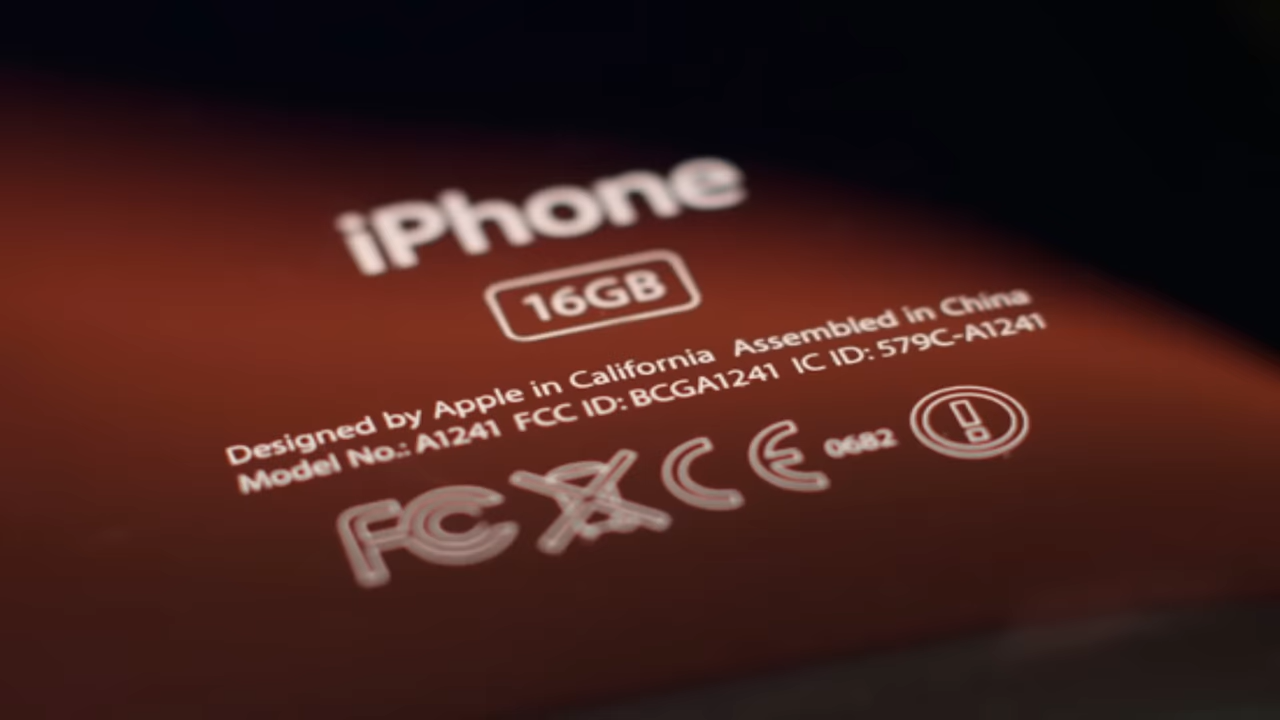 iPhone
16GB
Designed by Apple in California Assembled in China
Model No.: A1241 FCC ID: BCGA1241 IC ID: 579C-A1241
FC CE 0682